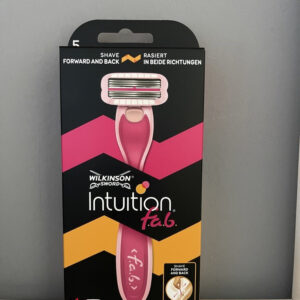 5
SHAVE RASIERT
FORWARD AND BACK IN BEIDE RICHTUNGEN
WILKINSON
SWORD
Intuition
f.a.b.
‹f.a.b.›
SHAVE
FORWARD
AND BACK